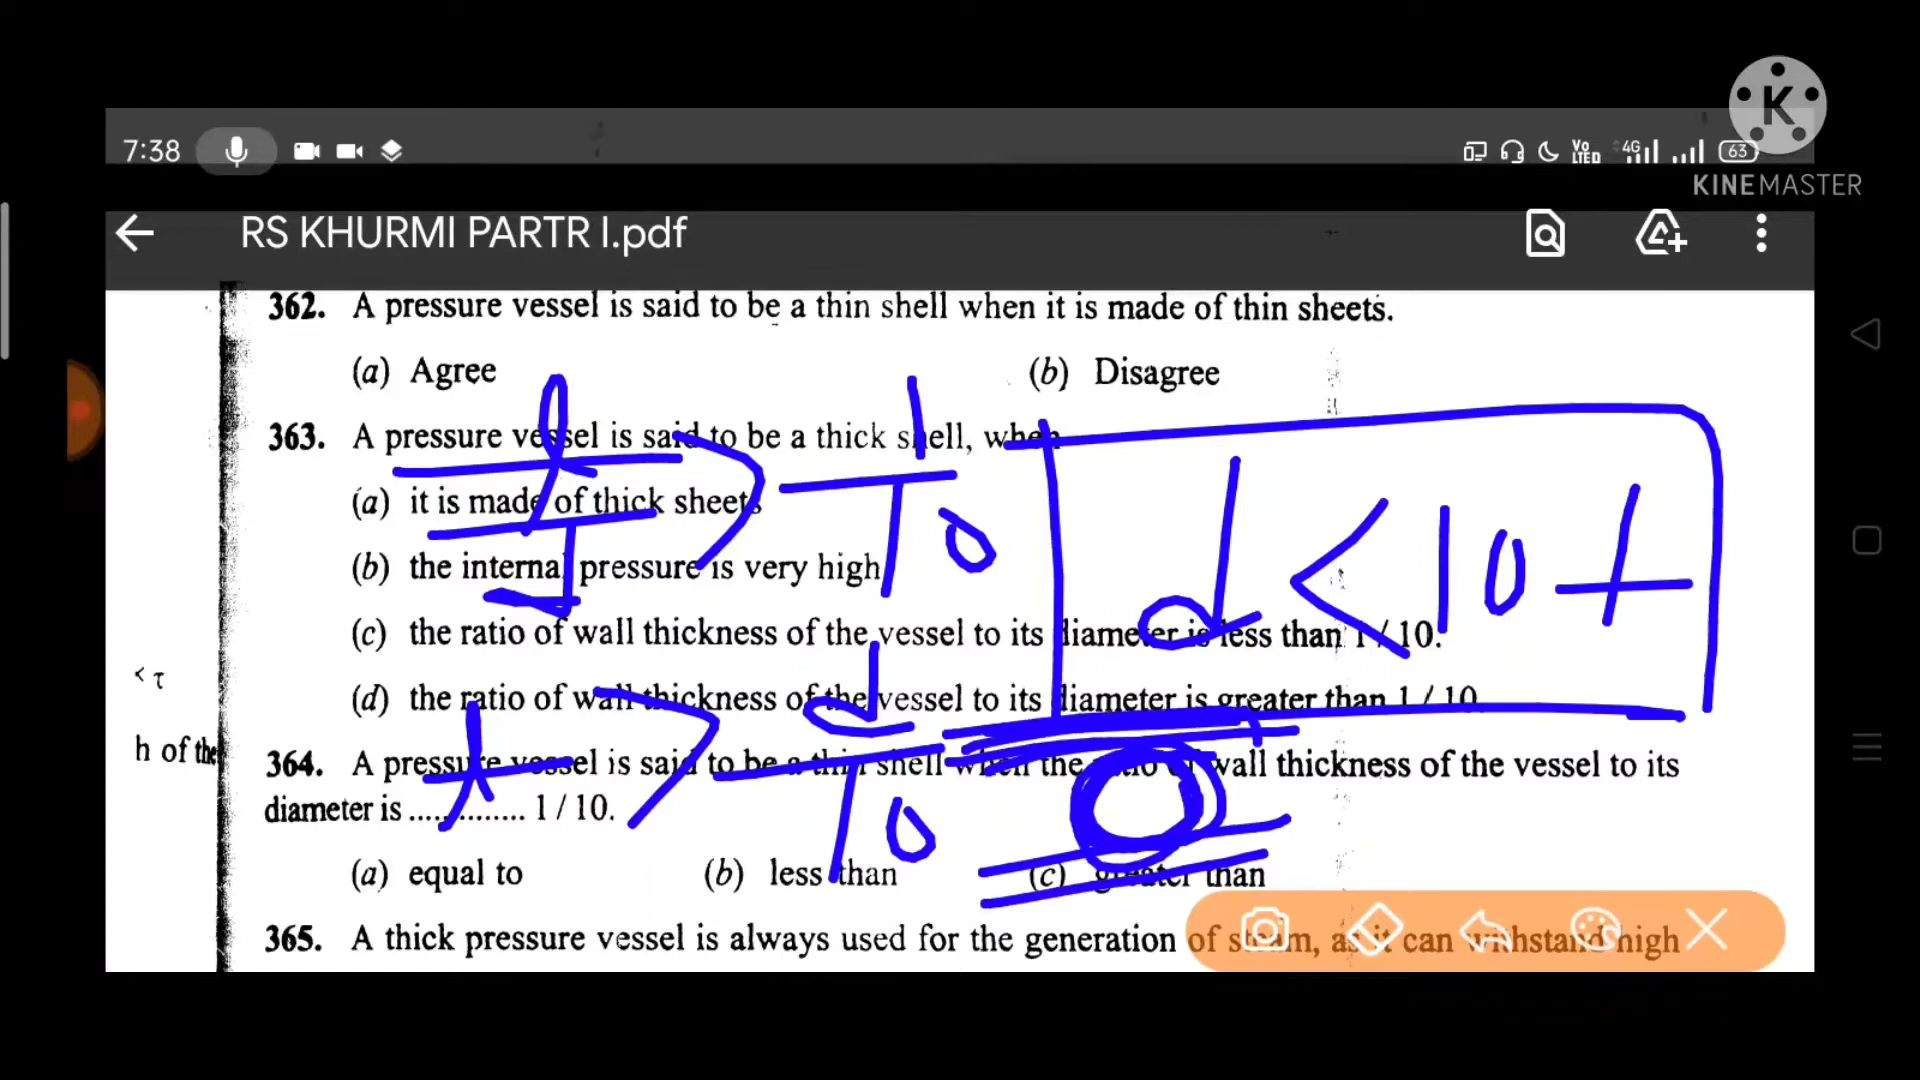 7:38
Vo LTED 4G 63
K
KINEMASTER
RS KHURMI PARTR I.pdf
362. A pressure vessel is said to be a thin shell when it is made of thin sheets.
(a) Agree (b) Disagree
363. A pressure vessel is said to be a thick shell, when
(a) it is made of thick sheets
(b) the internal pressure is very high
(c) the ratio of wall thickness of the vessel to its diameter is less than 1 / 10.
(d) the ratio of wall thickness of the vessel to its diameter is greater than 1 / 10
t/d > 1/10
d < 10 t
t > d/10
< τ
h of the
364. A pressure vessel is said to be a thin shell when the ratio of wall thickness of the vessel to its
diameter is ............. 1 / 10.
(a) equal to (b) less than (c) greater than
365. A thick pressure vessel is always used for the generation of steam, as it can withstand high